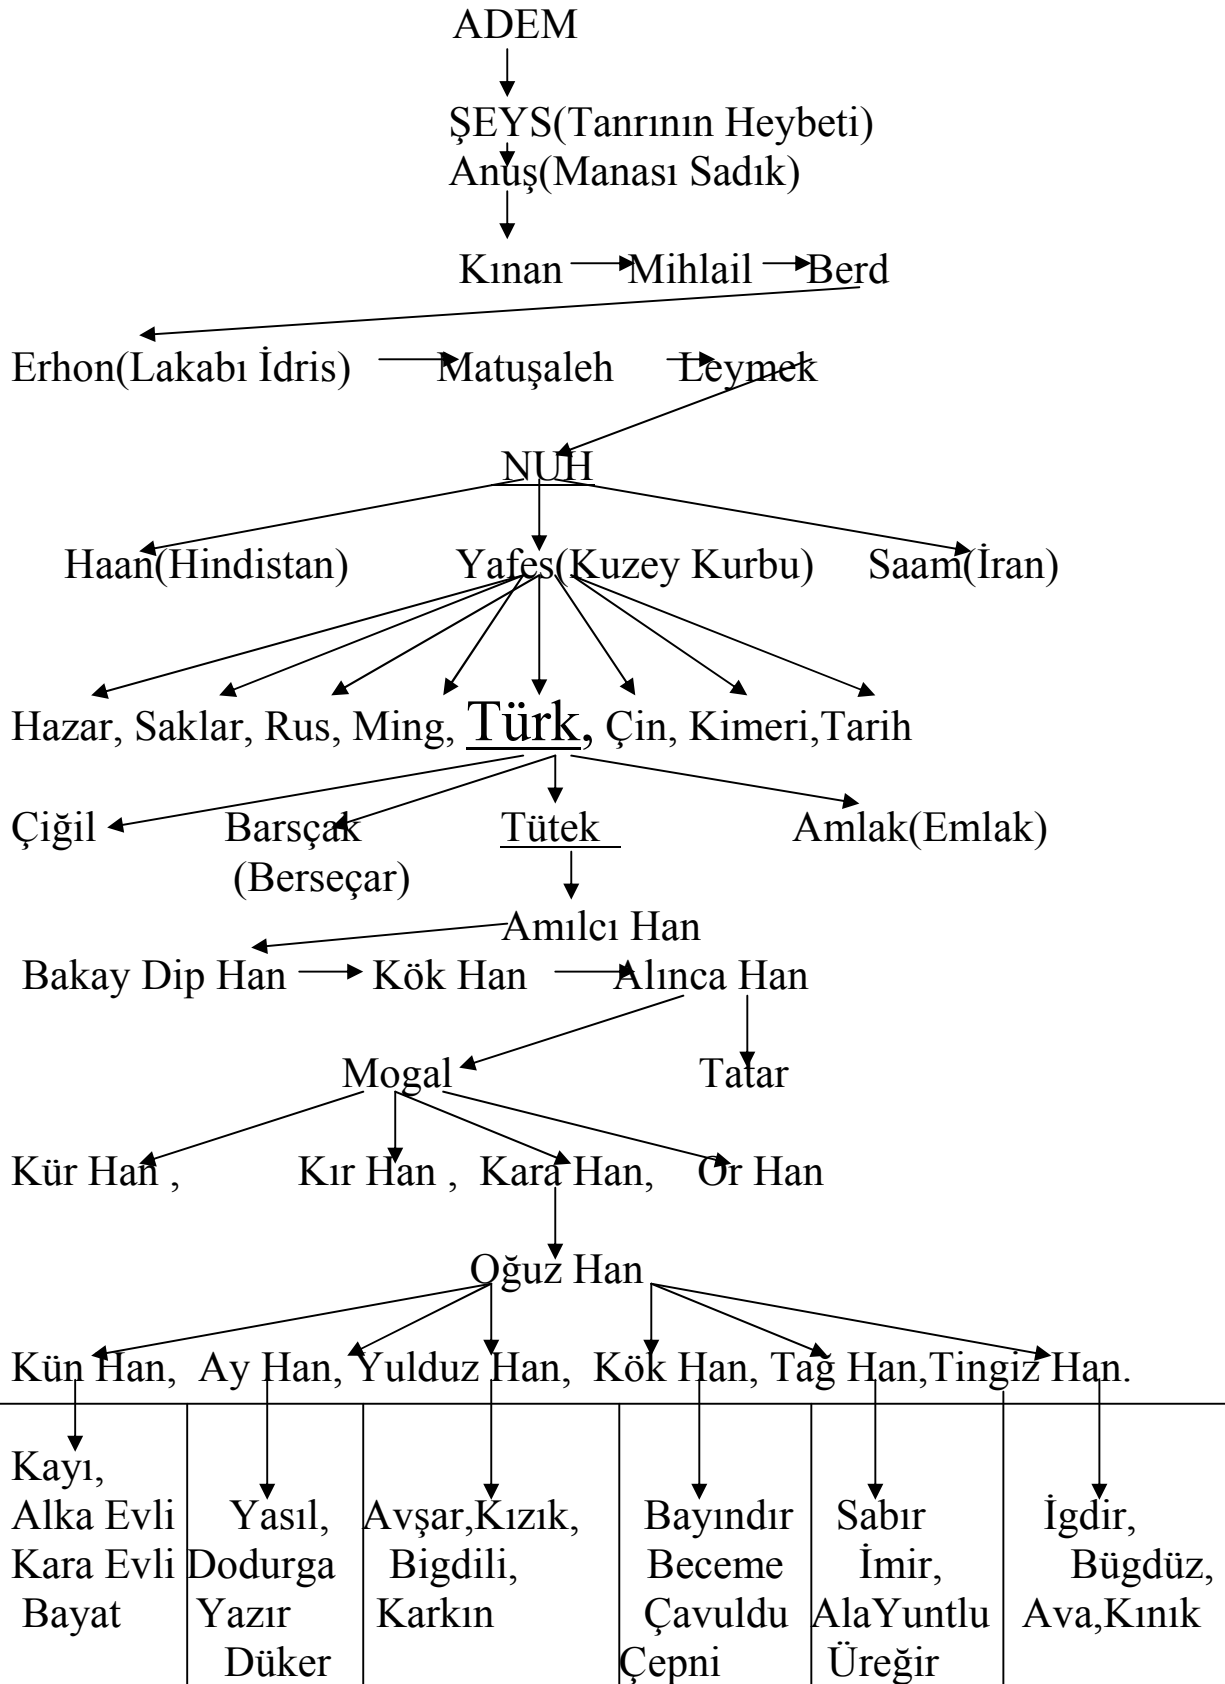 ADEM
ŞEYS(Tanrının Heybeti)
Anuş(Manası Sadık)
Kınan Mihlail Berd
Erhon(Lakabı İdris) Matuşaleh Leymek
NUH
Haan(Hindistan) Yafes(Kuzey Kurbu) Saam(İran)
Hazar, Saklar, Rus, Ming, Türk, Çin, Kimeri,Tarih
Çiğil Barsçak Tütek Amlak(Emlak)
(Berseçar)
Amılcı Han
Bakay Dip Han Kök Han Alınca Han
Mogal Tatar
Kür Han , Kır Han , Kara Han, Or Han
Oğuz Han
Kün Han, Ay Han, Yulduz Han, Kök Han, Tağ Han,Tingiz Han.
Kayı,
Alka Evli Yasıl, Avşar,Kızık, Bayındır Sabır İgdir,
Kara Evli Dodurga Bigdili, Beceme İmir, Bügdüz,
Bayat Yazır Karkın Çavuldu AlaYuntlu Ava,Kınık
Düker Çepni Üreğir